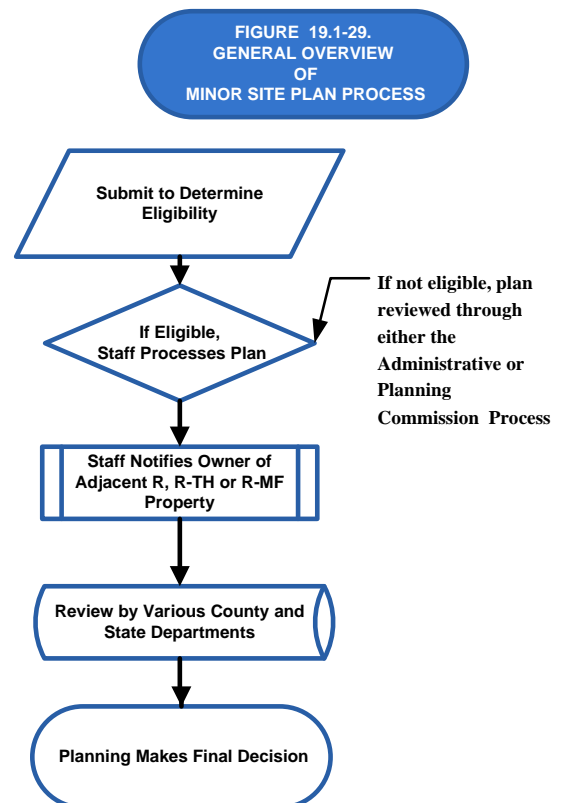 FIGURE 19.1-29.
GENERAL OVERVIEW
OF
MINOR SITE PLAN PROCESS
Submit to Determine
Eligibility
If Eligible,
Staff Processes Plan
If not eligible, plan
reviewed through
either the
Administrative or
Planning
Commission Process
Staff Notifies Owner of
Adjacent R, R-TH or R-MF
Property
Review by Various County and
State Departments
Planning Makes Final Decision